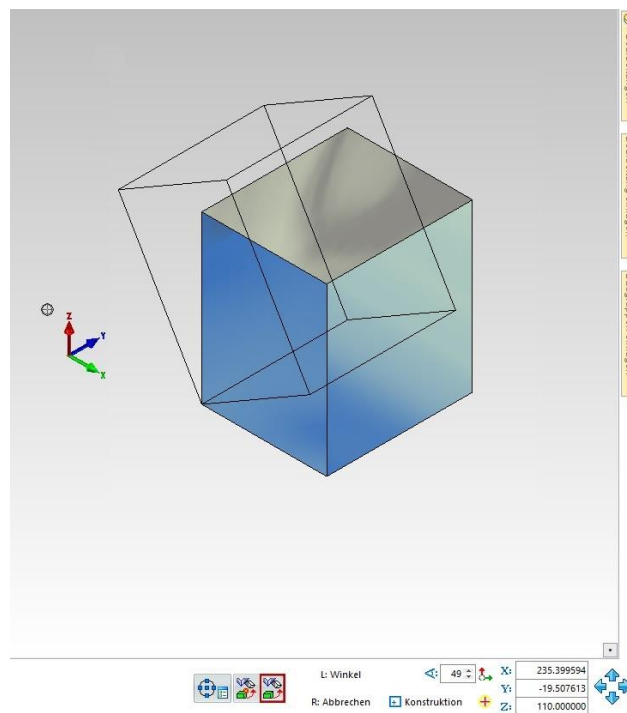 Z
Y
X
L: Winkel
49
X:
235.399594
Y:
-19.507613
R: Abbrechen
Konstruktion
Z:
110.000000